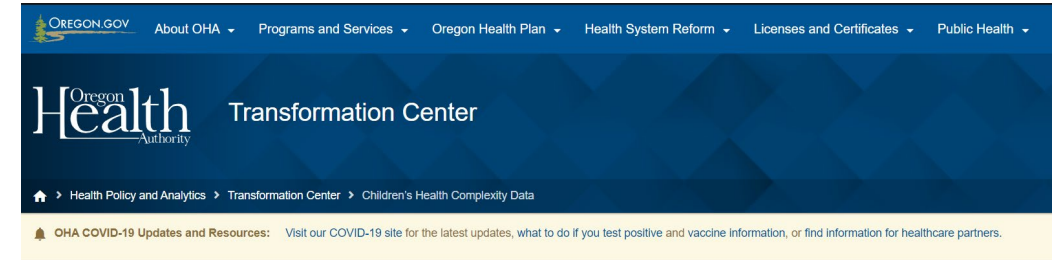 OREGON.GOV About OHA Programs and Services Oregon Health Plan Health System Reform Licenses and Certificates Public Health
Oregon
Health
Authority
Transformation Center
> Health Policy and Analytics > Transformation Center > Children's Health Complexity Data
OHA COVID-19 Updates and Resources: Visit our COVID-19 site for the latest updates, what to do if you test positive and vaccine information, or find information for healthcare partners.